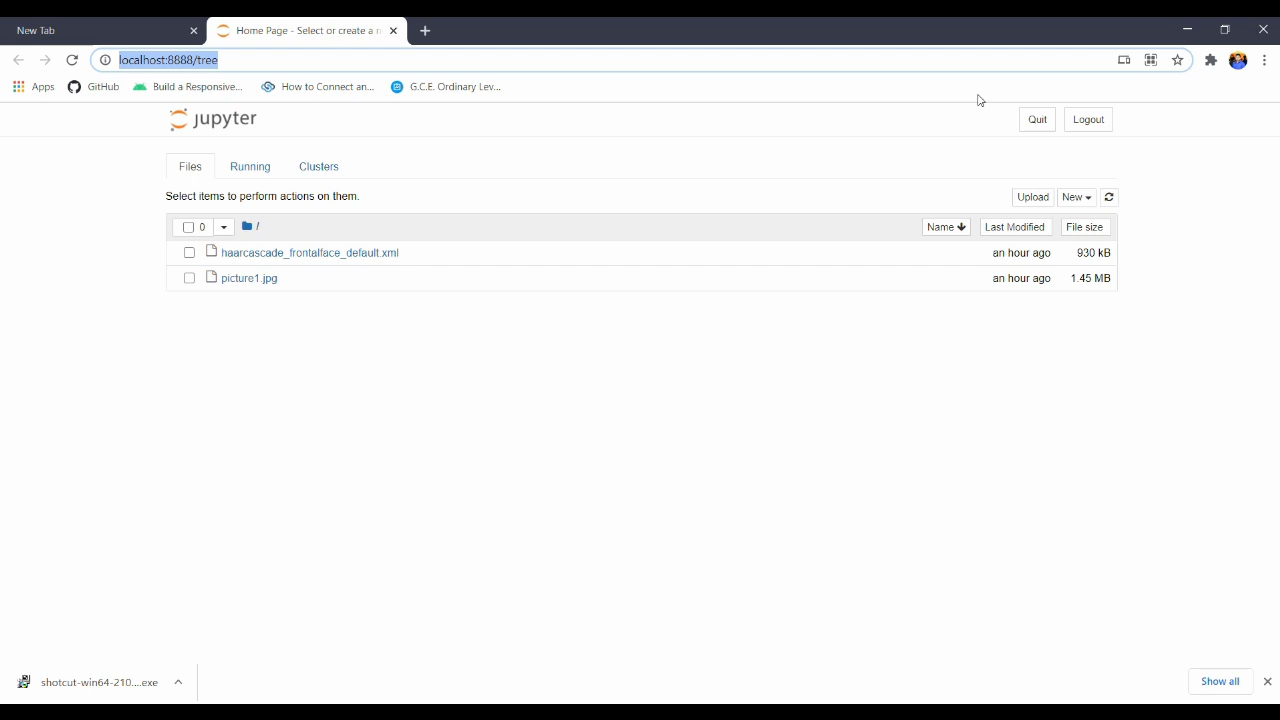 New Tab
Home Page - Select or create a n
localhost:8888/tree
Apps GitHub Build a Responsive... How to Connect an... G.C.E. Ordinary Lev...
jupyter
Quit Logout
Files Running Clusters
Select items to perform actions on them.
Upload New
0 / Name Last Modified File size
haarcascade_frontalface_default.xml an hour ago 930 kB
picture1.jpg an hour ago 1.45 MB
shotcut-win64-210....exe
Show all